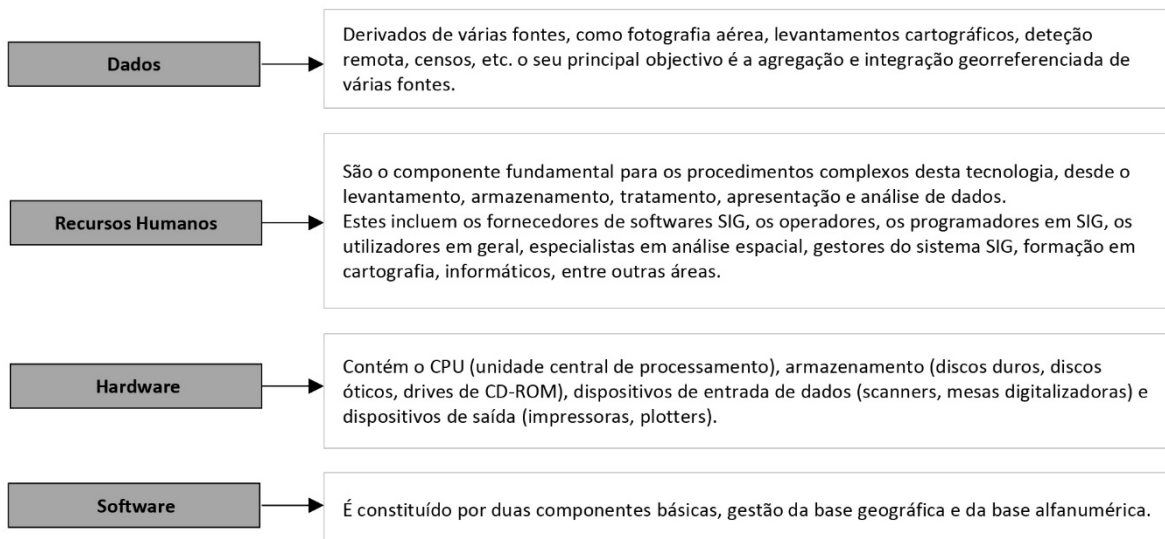 Dados
Derivados de várias fontes, como fotografia aérea, levantamentos cartográficos, deteção
remota, censos, etc. o seu principal objectivo é a agregação e integração georreferenciada de
várias fontes.
Recursos Humanos
São o componente fundamental para os procedimentos complexos desta tecnologia, desde o
levantamento, armazenamento, tratamento, apresentação e análise de dados.
Estes incluem os fornecedores de softwares SIG, os operadores, os programadores em SIG, os
utilizadores em geral, especialistas em análise espacial, gestores do sistema SIG, formação em
cartografia, informáticos, entre outras áreas.
Hardware
Contém o CPU (unidade central de processamento), armazenamento (discos duros, discos
óticos, drives de CD-ROM), dispositivos de entrada de dados (scanners, mesas digitalizadoras) e
dispositivos de saída (impressoras, plotters).
Software
É constituído por duas componentes básicas, gestão da base geográfica e da base alfanumérica.